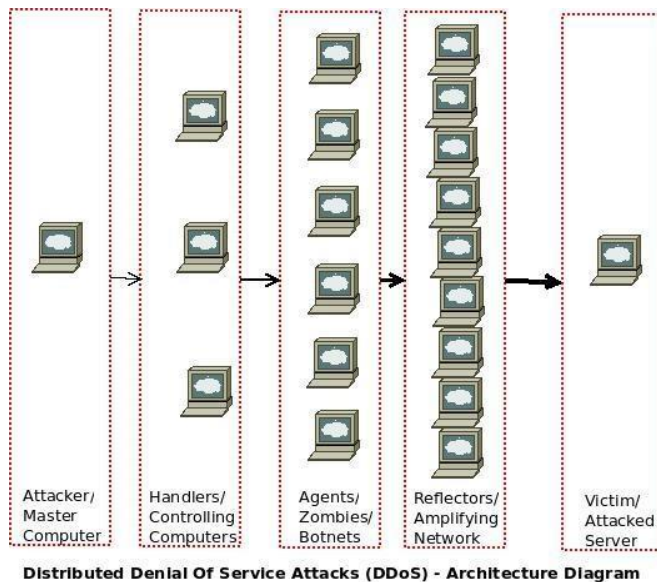 Attacker/
Master
Computer
Handlers/
Controlling
Computers
Agents/
Zombies/
Botnets
Reflectors/
Amplifying
Network
Victim/
Attacked
Server
Distributed Denial Of Service Attacks (DDoS) - Architecture Diagram